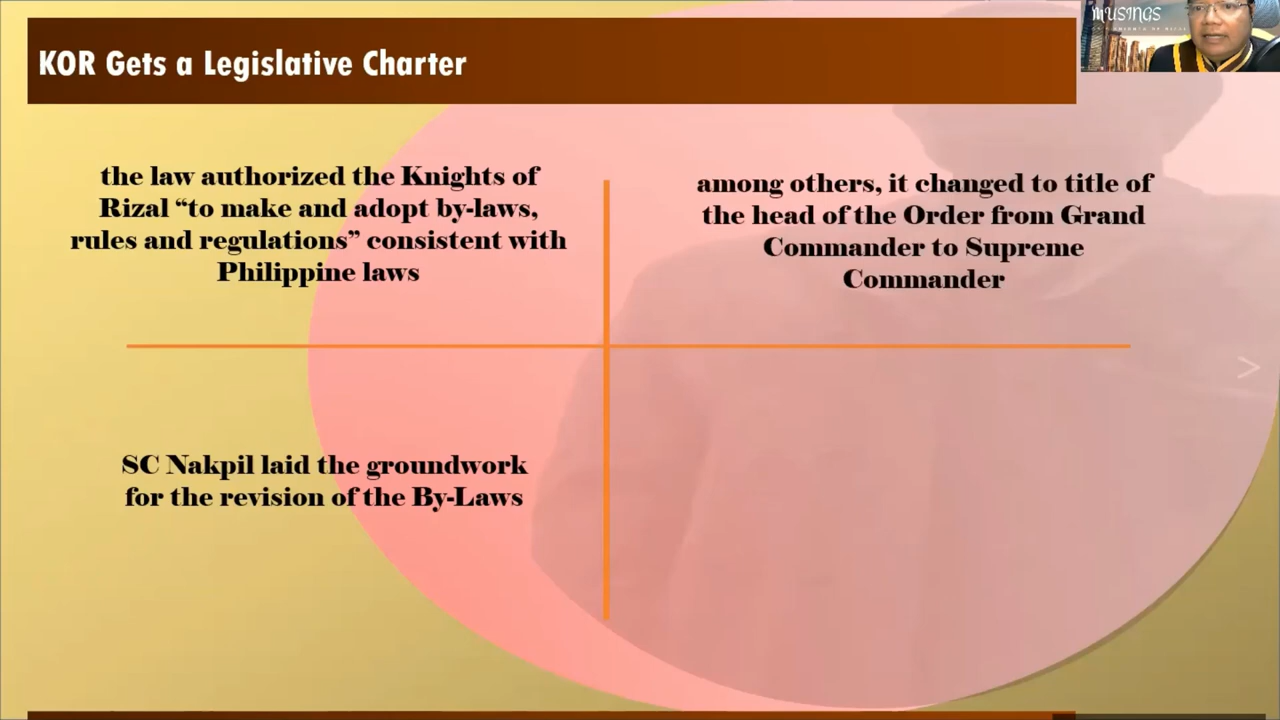 KOR Gets a Legislative Charter
MUSINGS
the law authorized the Knights of
Rizal “to make and adopt by-laws,
rules and regulations” consistent with
Philippine laws
among others, it changed to title of
the head of the Order from Grand
Commander to Supreme
Commander
SC Nakpil laid the groundwork
for the revision of the By-Laws